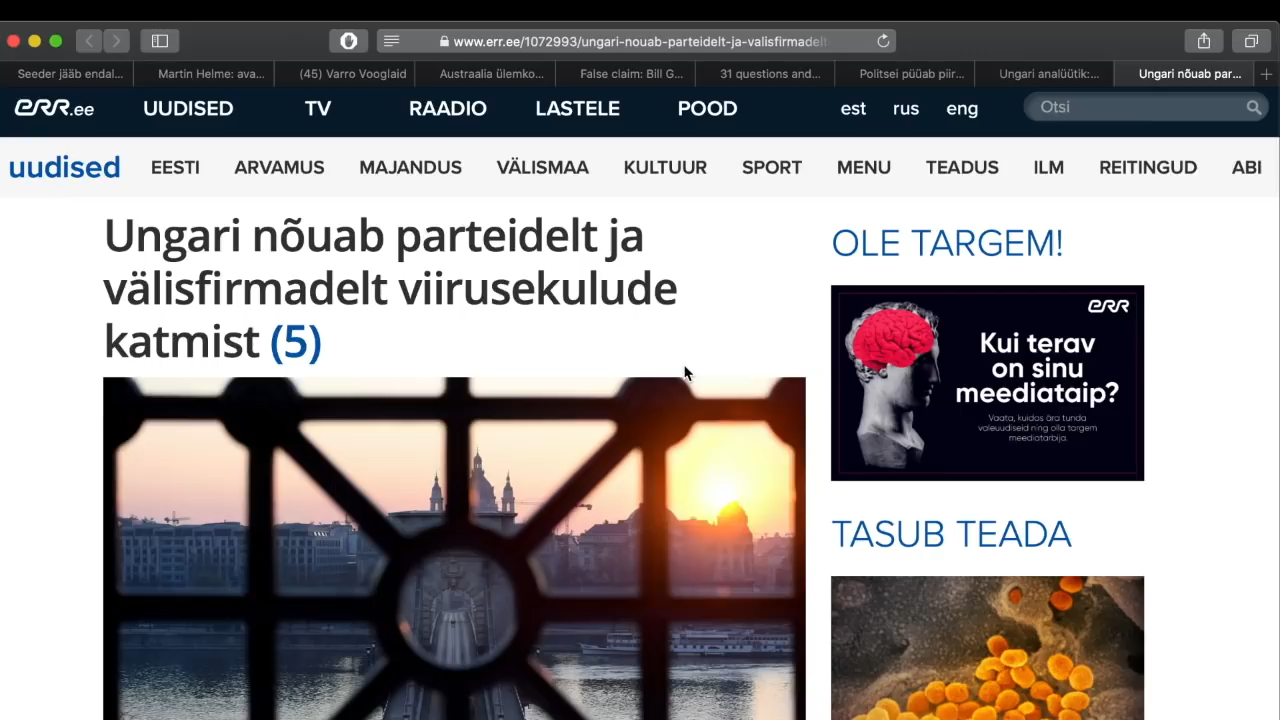 www.err.ee/1072993/ungari-nouab-parteidelt-ja-valisfirmadelt
Seeder jääb endal...
Martin Helme: ava...
(45) Varro Vooglaid
Austraalia ülemko...
False claim: Bill G...
31 questions and...
Politsei püüab piir...
Ungari analüütik:...
Ungari nõuab par...
err.ee
UUDISED
TV
RAADIO
LASTELE
POOD
est
rus
eng
Otsi
uudised
EESTI
ARVAMUS
MAJANDUS
VÄLISMAA
KULTUUR
SPORT
MENU
TEADUS
ILM
REITINGUD
ABI
Ungari nõuab parteidelt ja
välisfirmadelt viirusekulude
katmist (5)
OLE TARGEM!
err
Kui terav
on sinu
meediataip?
Vaata, kuidas ära tunda
valeuudiseid ning olla targem
meediatarbija.
TASUB TEADA